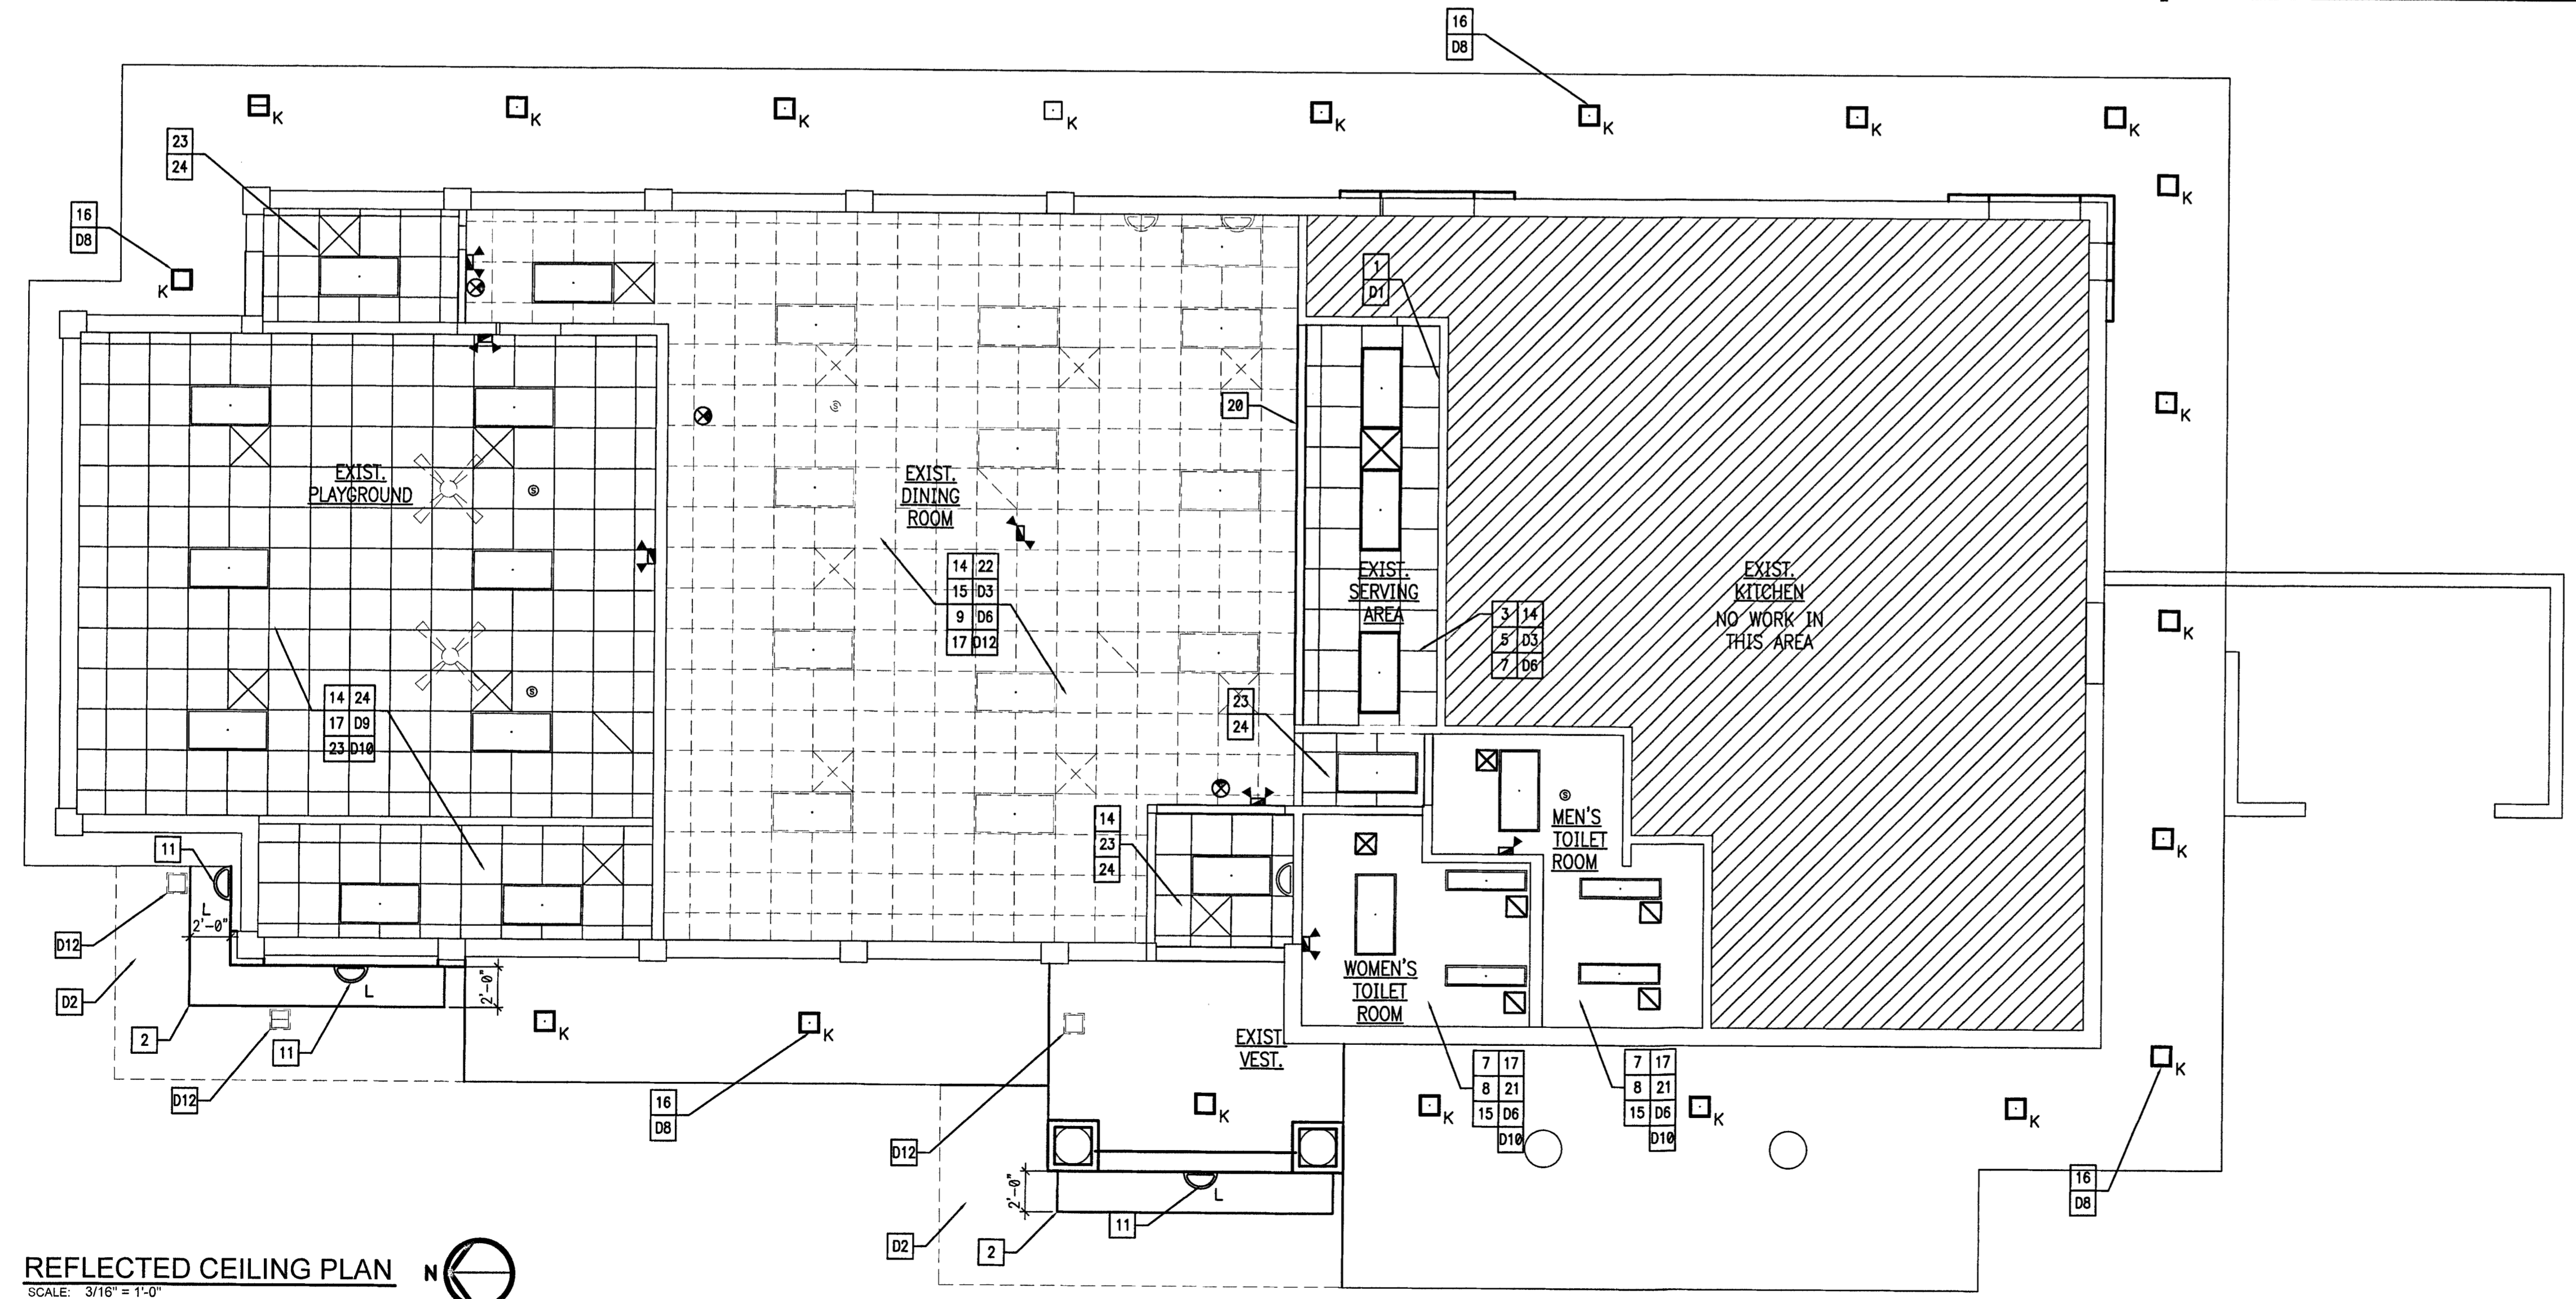 16
D8
K
K
K
K
K
K
K
K
23
24
K
16
D8
K
1
D1
20
K
EXIST.
PLAYGROUND
S
EXIST.
DINING
ROOM
S
14 22
15 D3
9 D6
17 D12
EXIST.
SERVING
AREA
3 14
5 D3
7 D6
EXIST.
KITCHEN
NO WORK IN
THIS AREA
K
14 24
17 D9
23 D10
S
23
24
S
MEN'S
TOILET
ROOM
14
23
24
K
11
L
2'-0"
D12
D2
2
D12
11
L
2'-0"
K
K
16
D8
WOMEN'S
TOILET
ROOM
EXIST.
VEST.
D12
K
D2
2
2'-0"
11
L
7 17
8 21
15 D6
D10
K
7 17
8 21
15 D6
D10
K
K
K
16
D8
REFLECTED CEILING PLAN
N
SCALE: 3/16" = 1'-0"